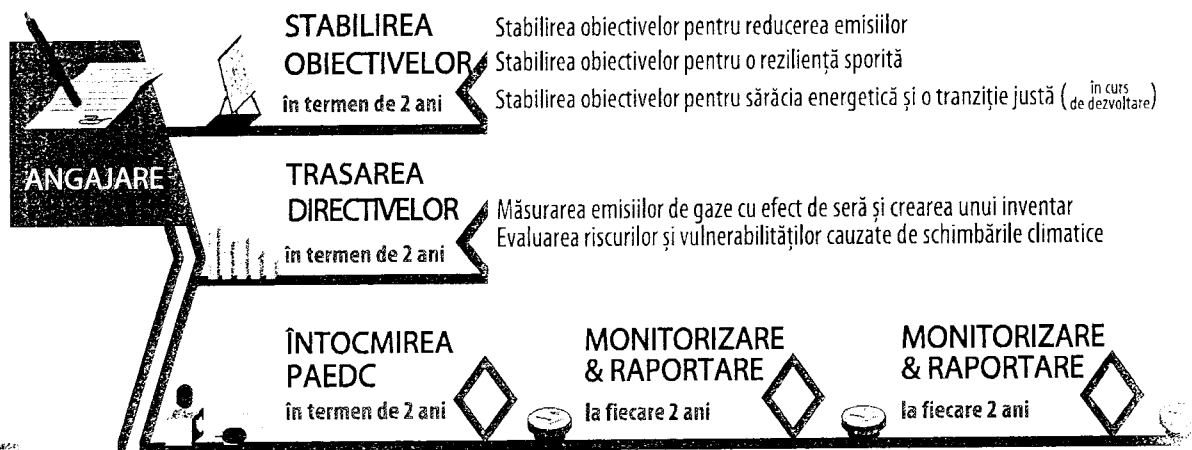 ANGAJARE
STABILIREA
OBIECTIVELOR
în termen de 2 ani
Stabilirea obiectivelor pentru reducerea emisiilor
Stabilirea obiectivelor pentru o reziliență sporită
Stabilirea obiectivelor pentru sărăcia energetică și o tranziție justă (în curs de dezvoltare)
TRASAREA
DIRECTIVELOR
în termen de 2 ani
Măsurarea emisiilor de gaze cu efect de seră și crearea unui inventar
Evaluarea riscurilor și vulnerabilităților cauzate de schimbările climatice
ÎNTOCMIREA
PAEDC
în termen de 2 ani
MONITORIZARE
& RAPORTARE
la fiecare 2 ani
MONITORIZARE
& RAPORTARE
la fiecare 2 ani